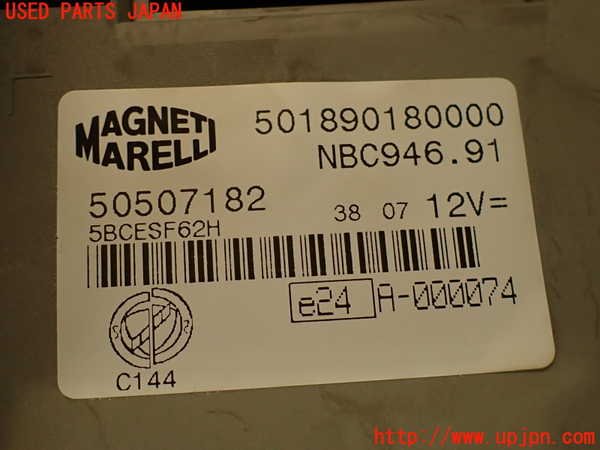 USED PARTS JAPAN
MAGNETI MARELLI
501890180000
NBC946.91
50507182
38 07 12V=
5BCESF62H
e24 A-000074
C144
http://www.upjpn.com/